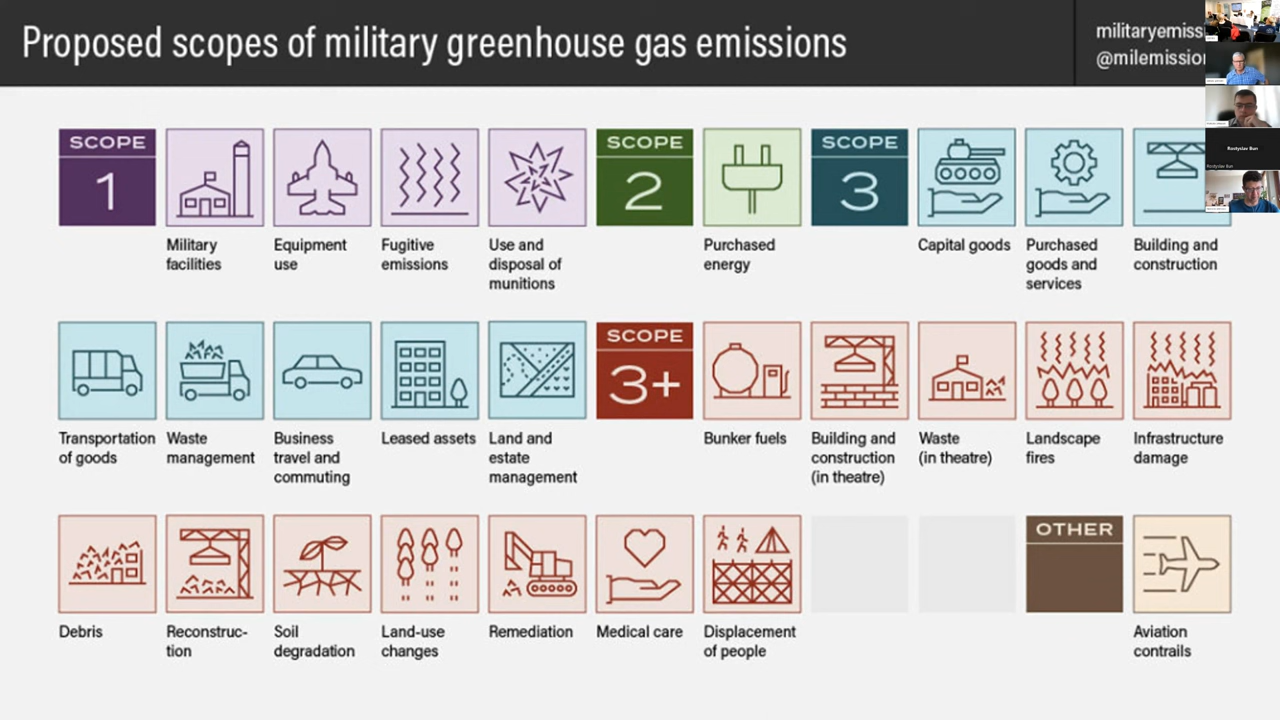 Proposed scopes of military greenhouse gas emissions
militaryemiss
@milemission
SCOPE
1
Military
facilities
Equipment
use
Fugitive
emissions
Use and
disposal of
munitions
SCOPE
2
Purchased
energy
SCOPE
3
Capital goods
Purchased
goods and
services
Building and
construction
Transportation
of goods
Waste
management
Business
travel and
commuting
Leased assets
Land and
estate
management
SCOPE
3+
Bunker fuels
Building and
construction
(in theatre)
Waste
(in theatre)
Landscape
fires
Infrastructure
damage
Debris
Reconstruc-
tion
Soil
degradation
Land-use
changes
Remediation
Medical care
Displacement
of people
OTHER
Aviation
contrails
Rostyslav Bun
Rostyslav Bun